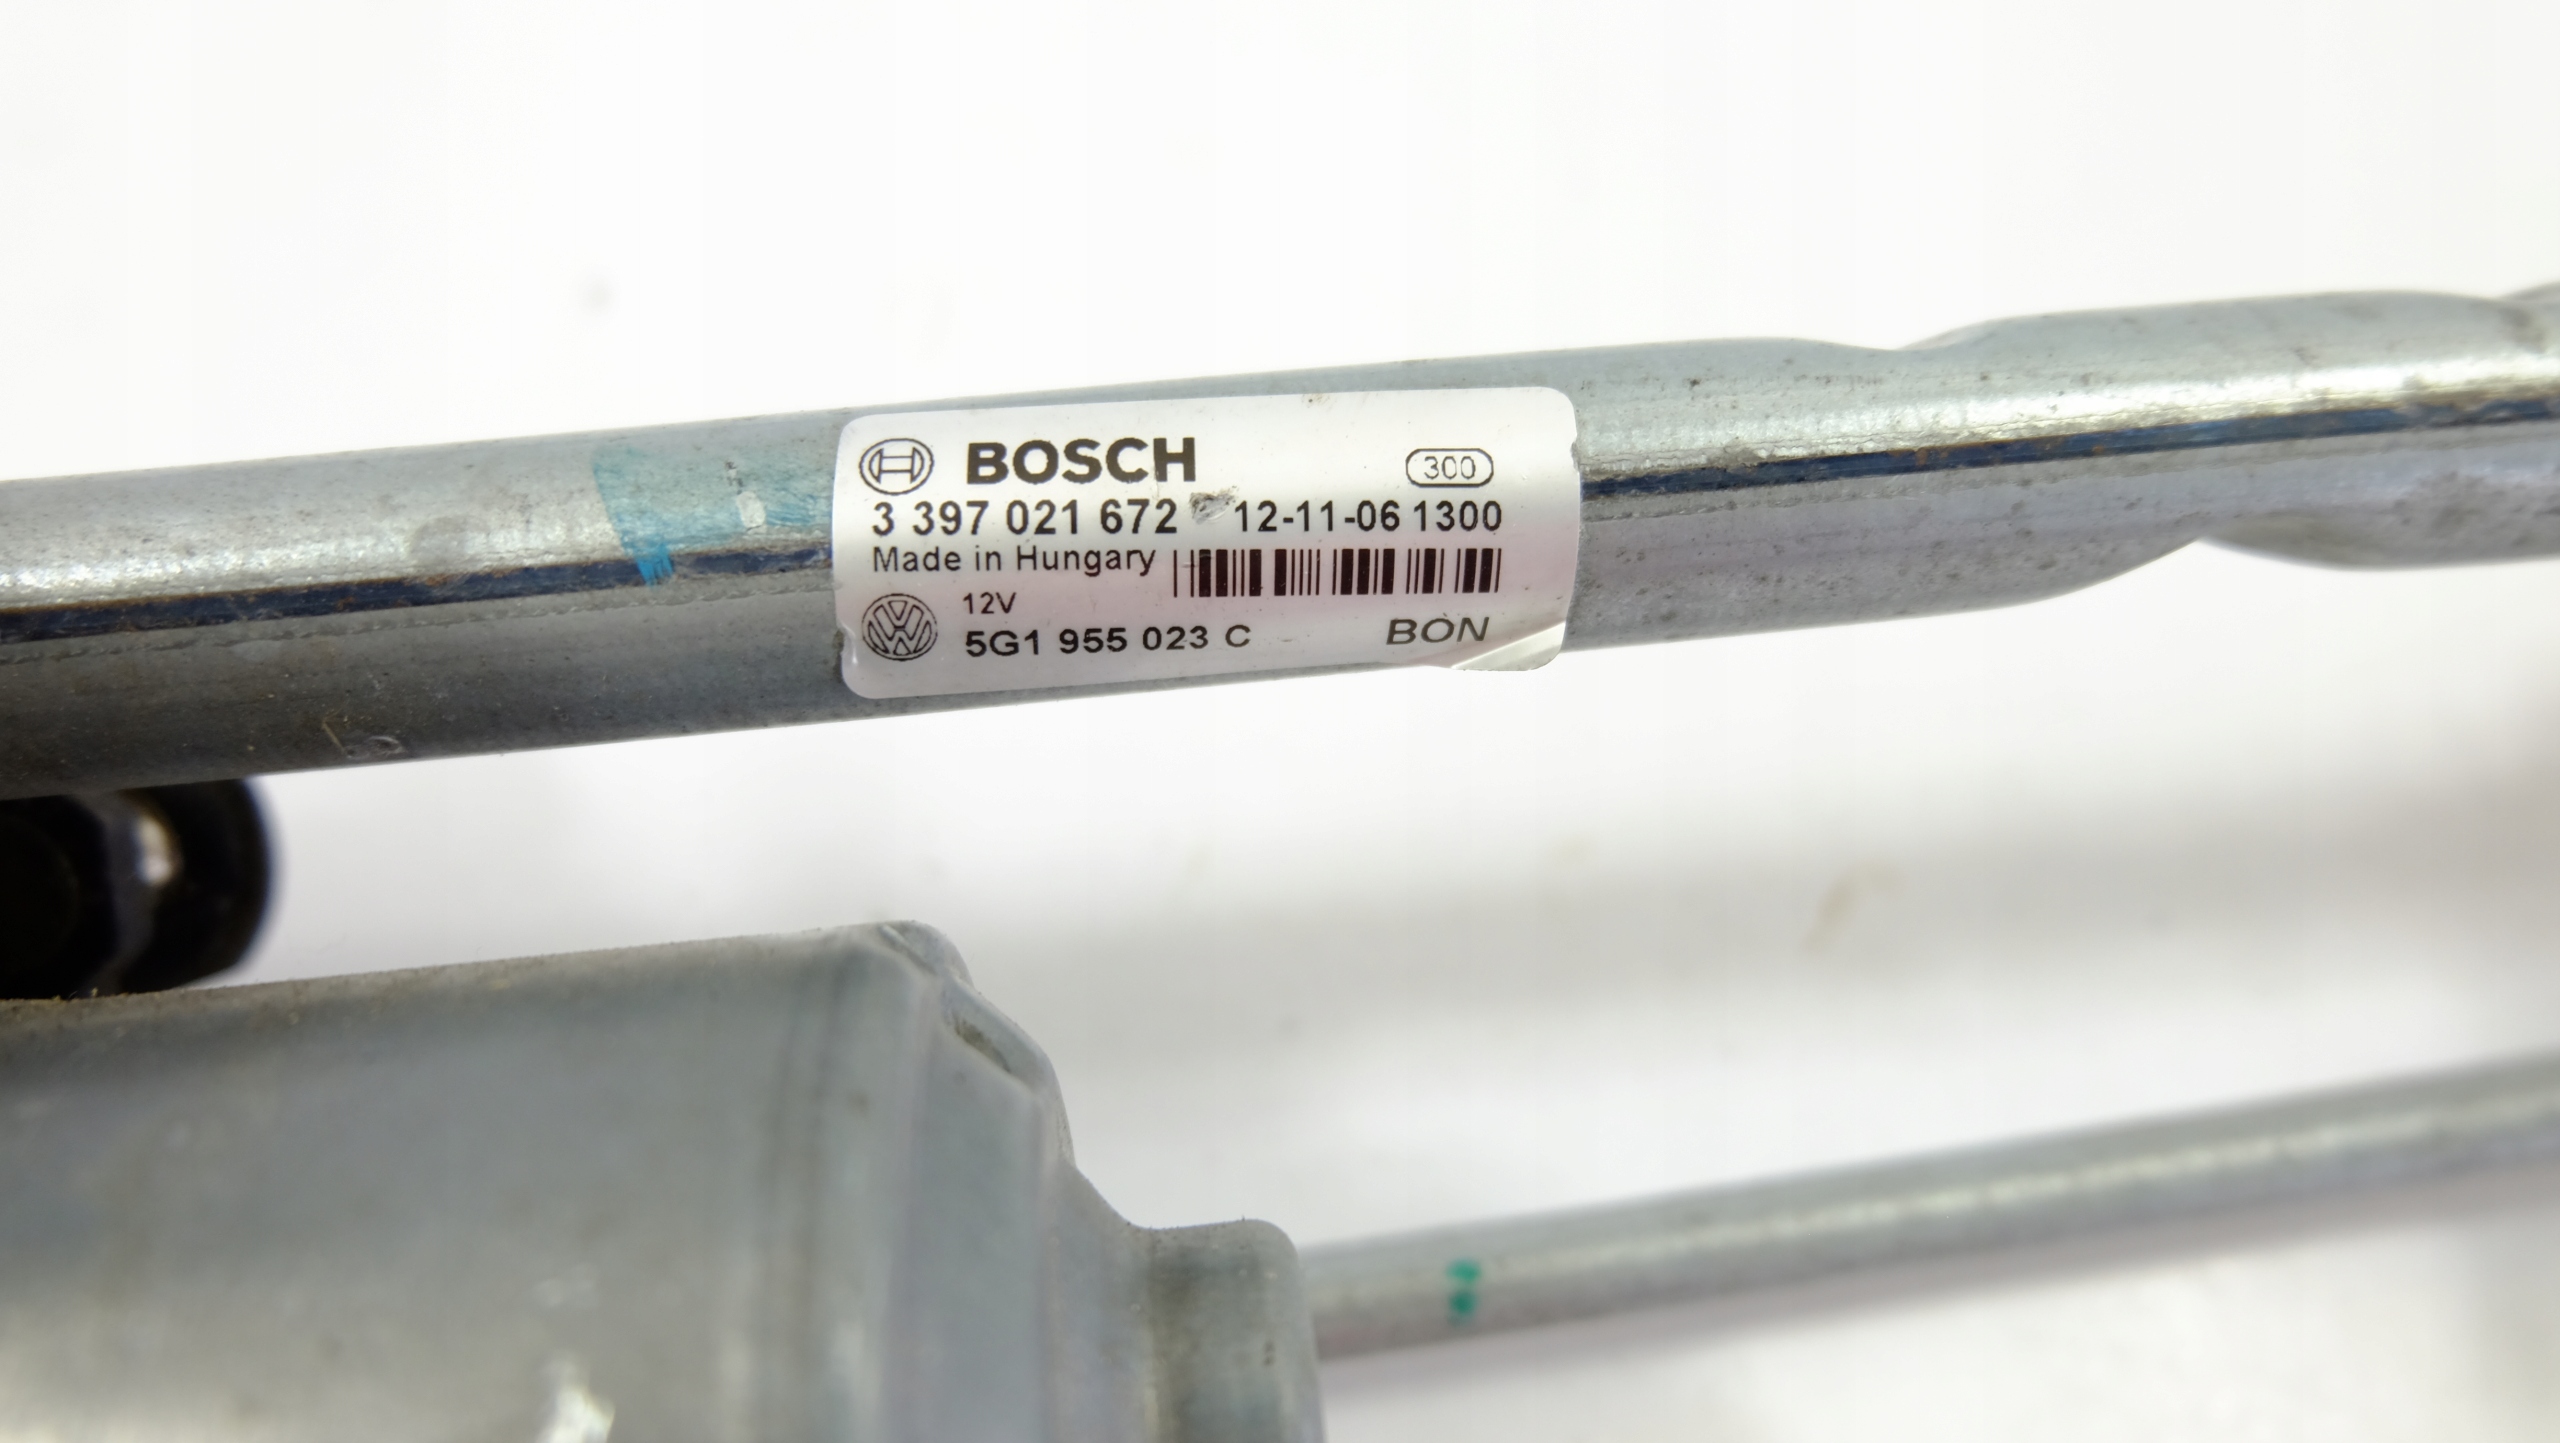 BOSCH 300
3 397 021 672 12-11-06 1300
Made in Hungary
12V
5G1 955 023 C BON